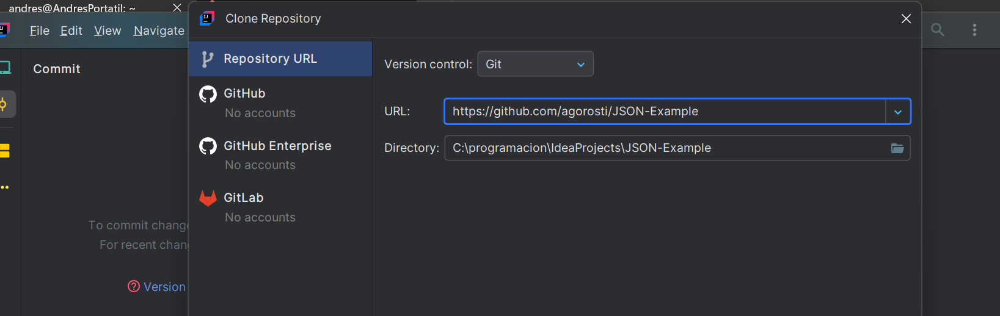 andres@AndresPortatil: ~
Clone Repository
File Edit View Navigate
Commit
Repository URL
GitHub
No accounts
GitHub Enterprise
No accounts
GitLab
No accounts
Version control: Git
URL: https://github.com/agorosti/JSON-Example
Directory: C:\programacion\IdeaProjects\JSON-Example
To commit change
For recent chan
Version